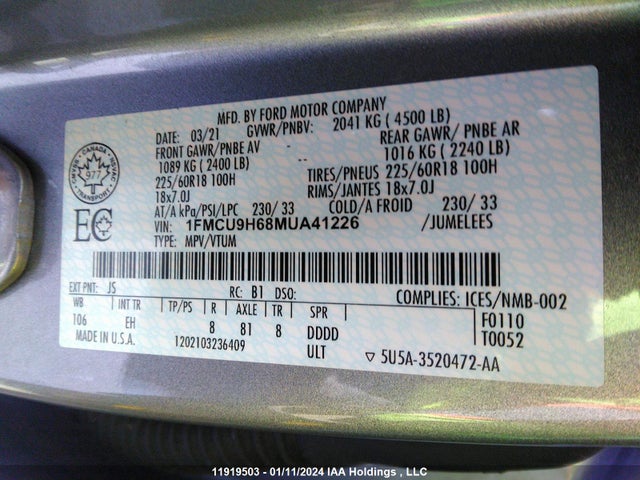 MFD. BY FORD MOTOR COMPANY
DATE: 03/21 GVWR/PNBV: 2041 KG ( 4500 LB)
FRONT GAWR/PNBE AV REAR GAWR/ PNBE AR
1089 KG ( 2400 LB) 1016 KG ( 2240 LB)
225/60R18 100H TIRES/PNEUS 225/60R18 100H
18x7.0J RIMS/JANTES 18x7.0J
AT/A kPa/PSI/LPC 230/ 33 COLD/A FROID 230/ 33
VIN: 1FMCU9H68MUA41226 /JUMELEES
TYPE: MPV/VTUM
CANADA
977
TRANSPORT
EC
EXT PNT: JS RC: B1 DSO: COMPLIES: ICES/NMB-002
WB INT TR TP/PS R AXLE TR SPR F0110
106 EH 8 81 8 DDDD T0052
MADE IN U.S.A. 1202103236409 ULT ▽ 5U5A-3520472-AA
11919503 - 01/11/2024 IAA Holdings , LLC